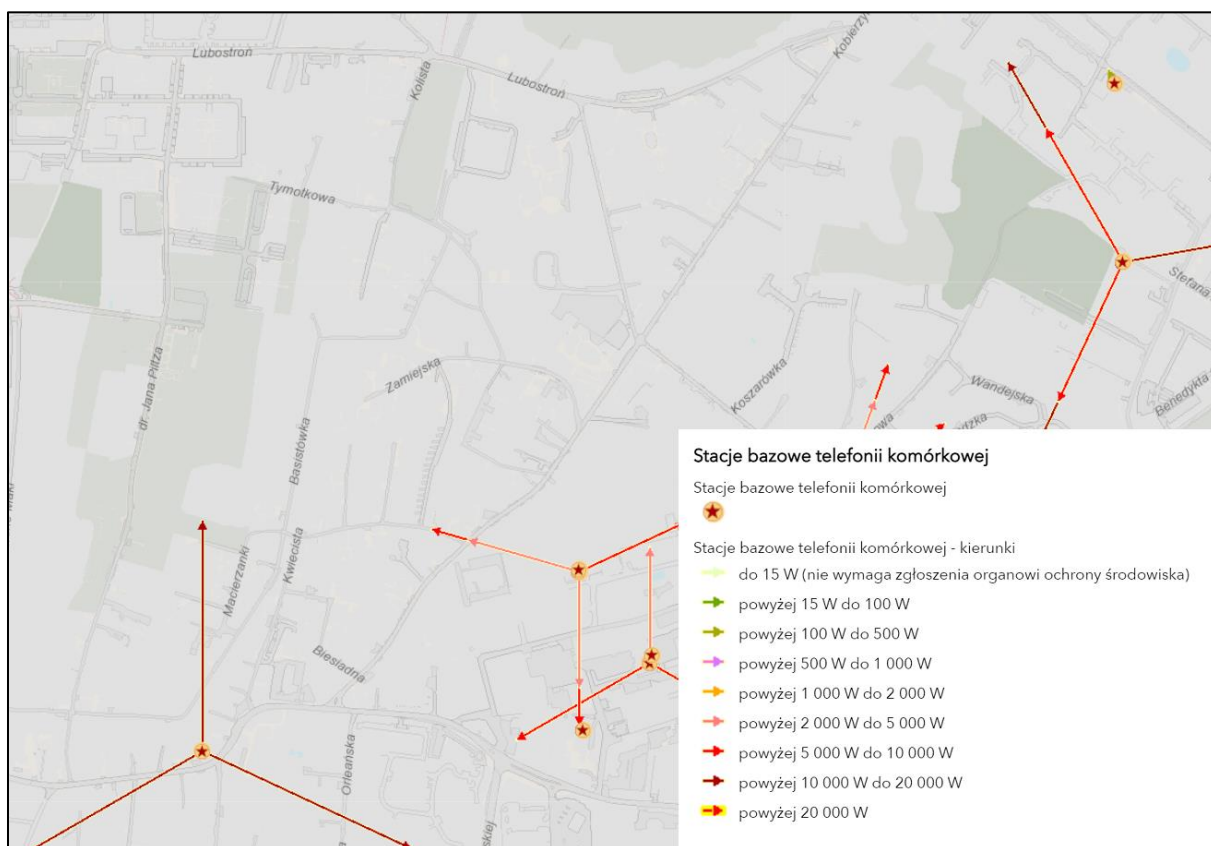 Lubostroń
Kolista
Lubostroń
Kobierzy
Tymotkowa
Stefana
dr. Jana Piltza
Zamiejska
Koszarówka
Wandejska
Benedykta
Basistówka
Kwiecista
Macierzanki
Biesiadna
Orleańska
skiej
Stacje bazowe telefonii komórkowej
Stacje bazowe telefonii komórkowej
Stacje bazowe telefonii komórkowej - kierunki
do 15 W (nie wymaga zgłoszenia organowi ochrony środowiska)
powyżej 15 W do 100 W
powyżej 100 W do 500 W
powyżej 500 W do 1 000 W
powyżej 1 000 W do 2 000 W
powyżej 2 000 W do 5 000 W
powyżej 5 000 W do 10 000 W
powyżej 10 000 W do 20 000 W
powyżej 20 000 W